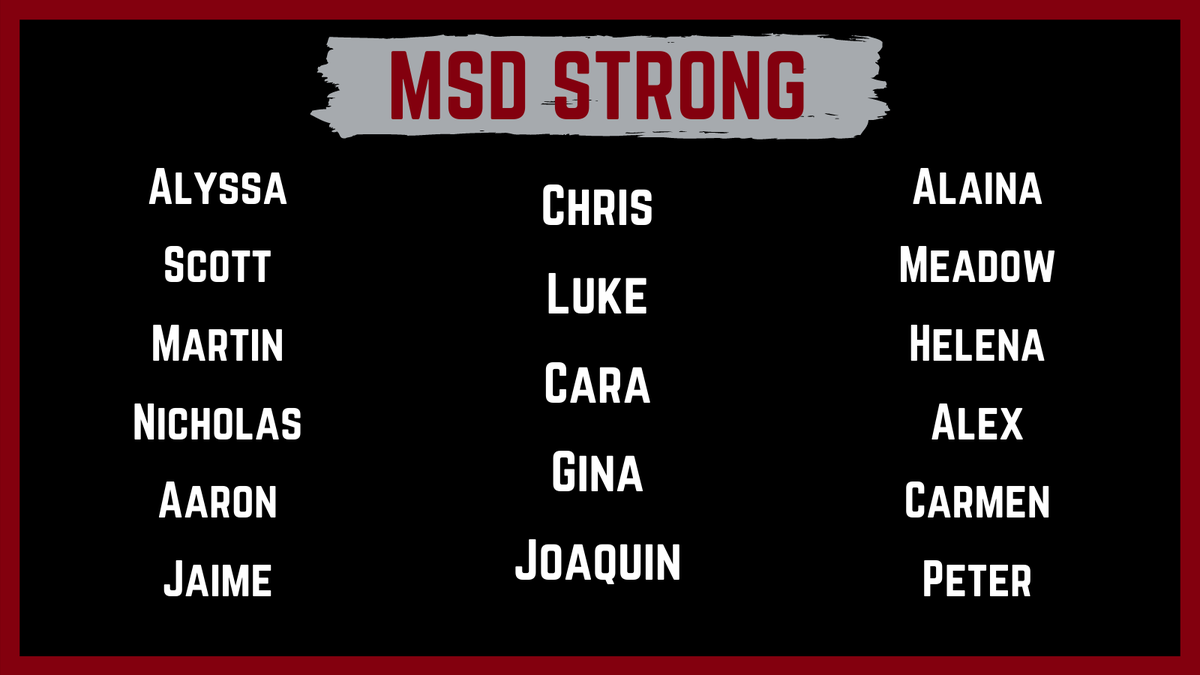 MSD STRONG
Alyssa
Scott
Martin
Nicholas
Aaron
Jaime
Chris
Luke
Cara
Gina
Joaquin
Alaina
Meadow
Helena
Alex
Carmen
Peter